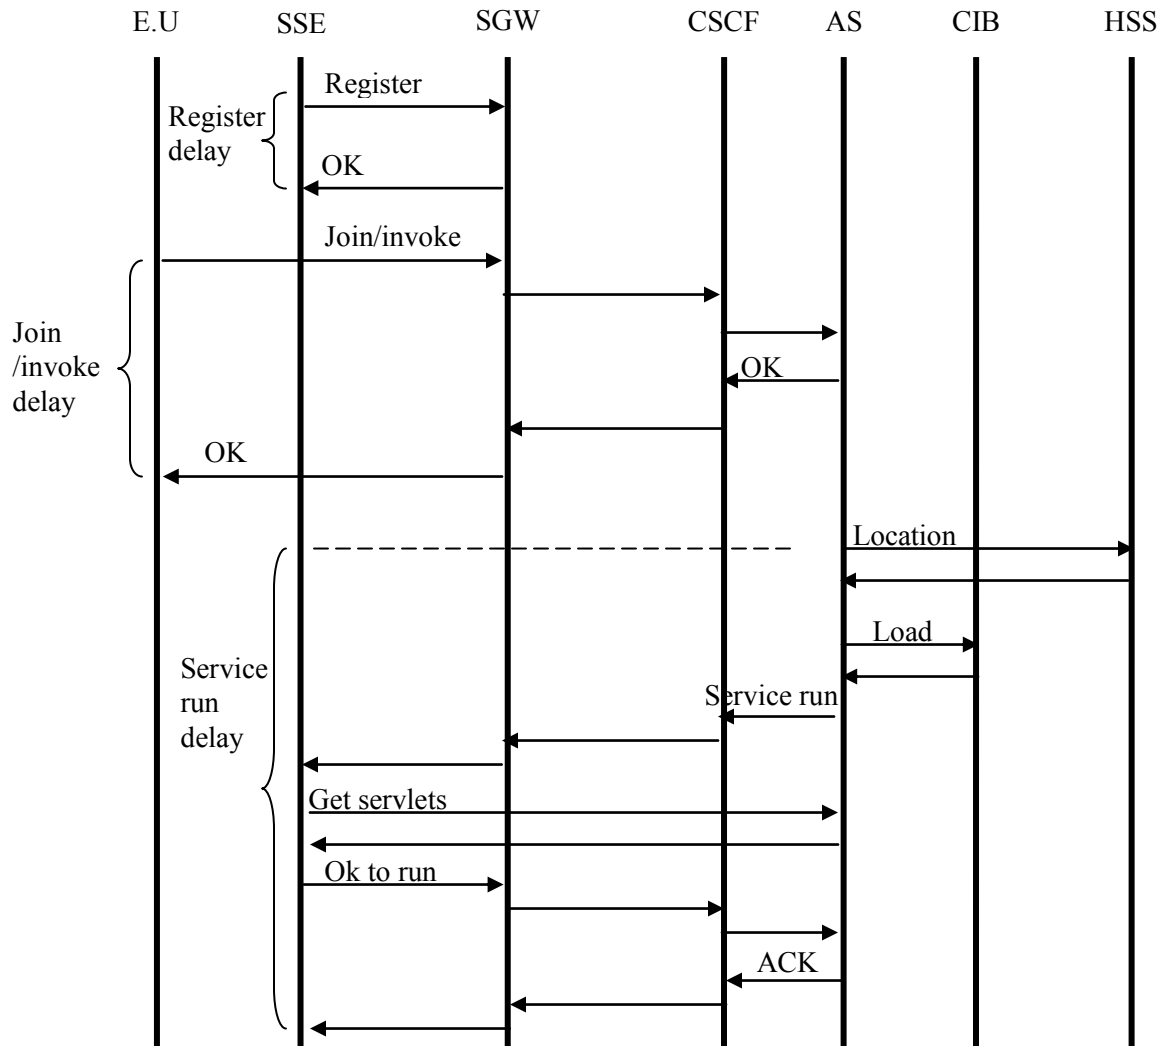 E.U
SSE
SGW
CSCF
AS
CIB
HSS
Register
Register
delay
OK
Join/invoke
Join
/invoke
delay
OK
OK
Location
Load
Service
run
delay
Service run
Get servlets
Ok to run
ACK